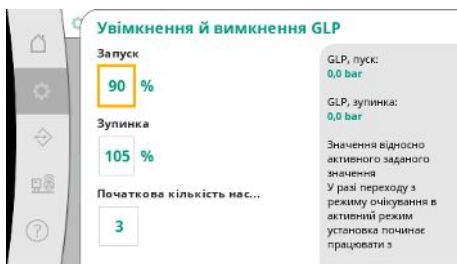 Увімкнення й вимкнення GLP
Запуск
90 %
Зупинка
105 %
Початкова кількість нас...
3
GLP, пуск:
0,0 bar
GLP, зупинка:
0,0 bar
Значення відносно
активного заданого
значення
У разі переходу з
режиму очікування в
активний режим
установка починає
працювати з